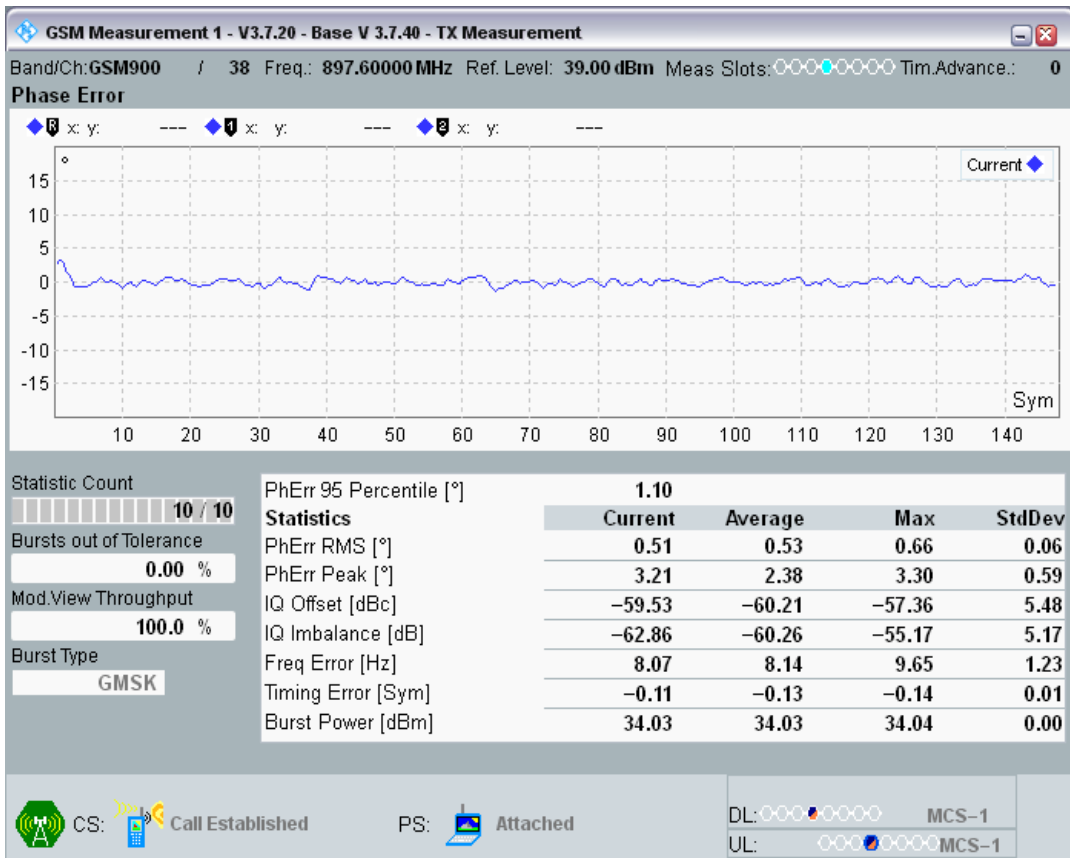 GSM Measurement 1 - V3.7.20 - Base V 3.7.40 - TX Measurement
Band/Ch:GSM900 / 38 Freq.: 897.60000 MHz Ref. Level: 39.00 dBm Meas Slots: Tim.Advance.: 0
Phase Error
R x: y: --- 1 x: y: --- 2 x: y: ---
°
Current
15
10
5
0
-5
-10
-15
Sym
10 20 30 40 50 60 70 80 90 100 110 120 130 140
Statistic Count
10 / 10
Bursts out of Tolerance
0.00 %
Mod.View Throughput
100.0 %
Burst Type
GMSK
PhErr 95 Percentile [°] 1.10
Statistics Current Average Max StdDev
PhErr RMS [°] 0.51 0.53 0.66 0.06
PhErr Peak [°] 3.21 2.38 3.30 0.59
IQ Offset [dBc] −59.53 −60.21 −57.36 5.48
IQ Imbalance [dB] −62.86 −60.26 −55.17 5.17
Freq Error [Hz] 8.07 8.14 9.65 1.23
Timing Error [Sym] −0.11 −0.13 −0.14 0.01
Burst Power [dBm] 34.03 34.03 34.04 0.00
CS: Call Established PS: Attached
DL: MCS−1
UL: MCS−1